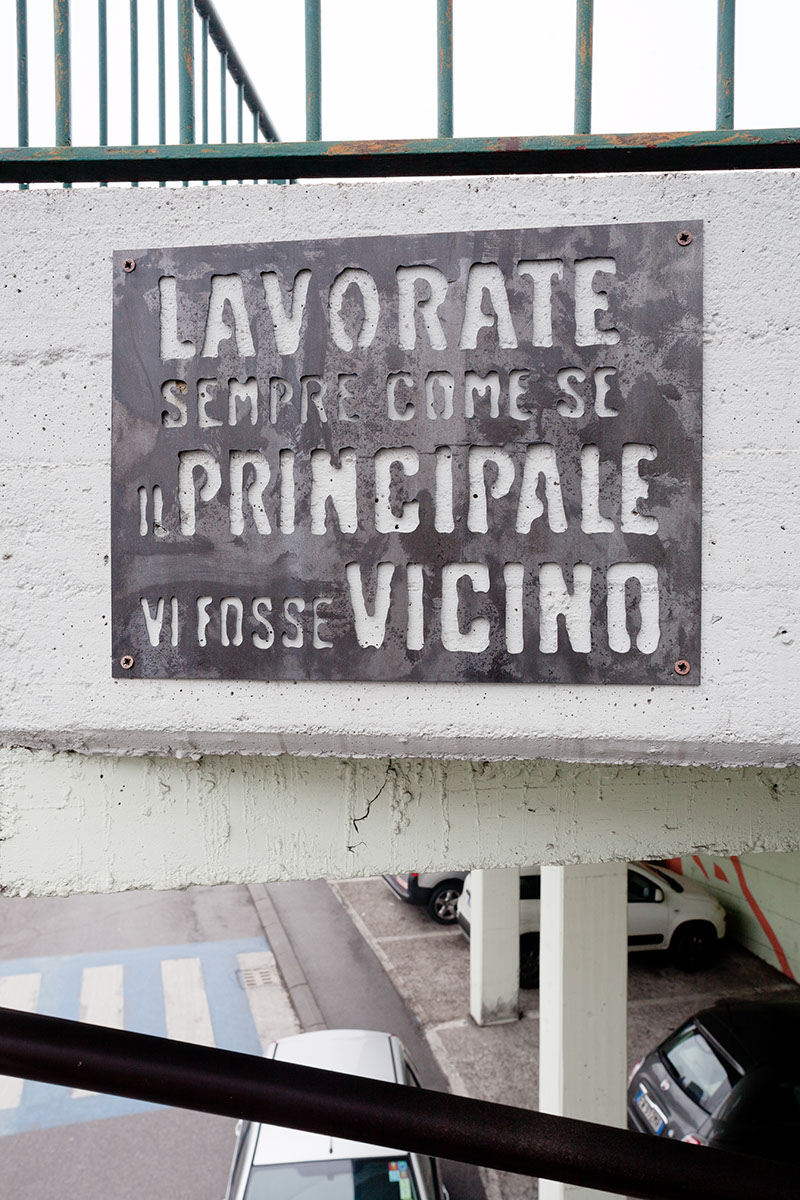 LAVORATE
SEMPRE COME SE
IL PRINCIPALE
VI FOSSE VICINO